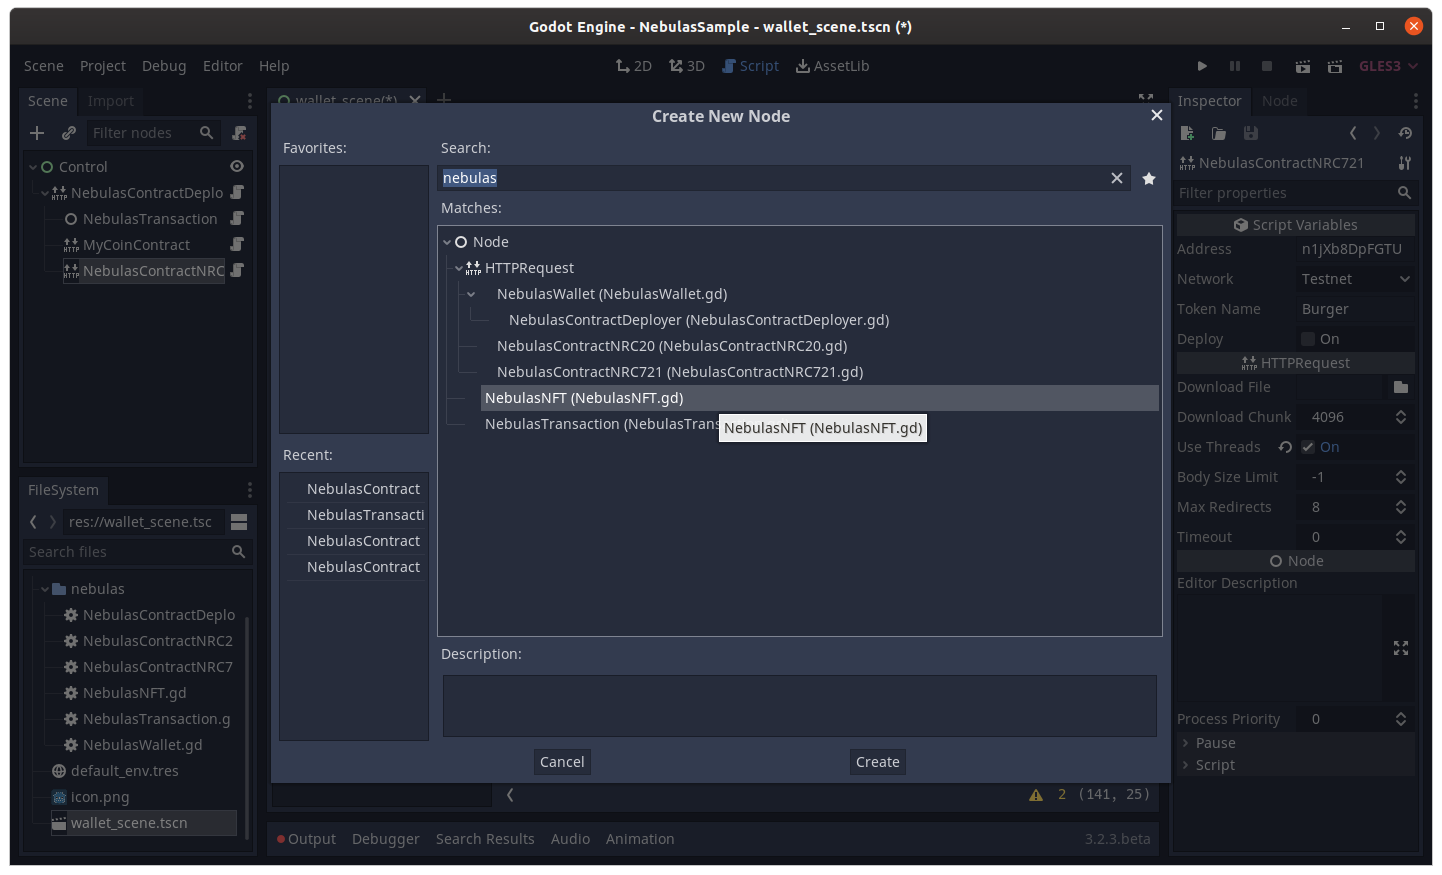 Godot Engine - NebulasSample - wallet_scene.tscn (*)
Scene Project Debug Editor Help
2D 3D Script AssetLib
GLES3
Scene Import
wallet_scene(*)
Inspector Node
Filter nodes
Control
NebulasContractDeplo
NebulasTransaction
MyCoinContract
NebulasContractNRC
Create New Node
Favorites:
Search:
nebulas
Matches:
Node
HTTPRequest
NebulasWallet (NebulasWallet.gd)
NebulasContractDeployer (NebulasContractDeployer.gd)
NebulasContractNRC20 (NebulasContractNRC20.gd)
NebulasContractNRC721 (NebulasContractNRC721.gd)
NebulasNFT (NebulasNFT.gd)
NebulasTransaction (NebulasTrans
NebulasNFT (NebulasNFT.gd)
Recent:
NebulasContract
NebulasTransacti
NebulasContract
NebulasContract
Description:
Cancel
Create
FileSystem
res://wallet_scene.tsc
Search files
nebulas
NebulasContractDeplo
NebulasContractNRC2
NebulasContractNRC7
NebulasNFT.gd
NebulasTransaction.g
NebulasWallet.gd
default_env.tres
icon.png
wallet_scene.tscn
2 (141, 25)
Output Debugger Search Results Audio Animation
3.2.3.beta
NebulasContractNRC721
Filter properties
Script Variables
Address n1jXb8DpFGTU
Network Testnet
Token Name Burger
Deploy On
HTTPRequest
Download File
Download Chunk 4096
Use Threads On
Body Size Limit -1
Max Redirects 8
Timeout 0
Node
Editor Description
Process Priority 0
Pause
Script